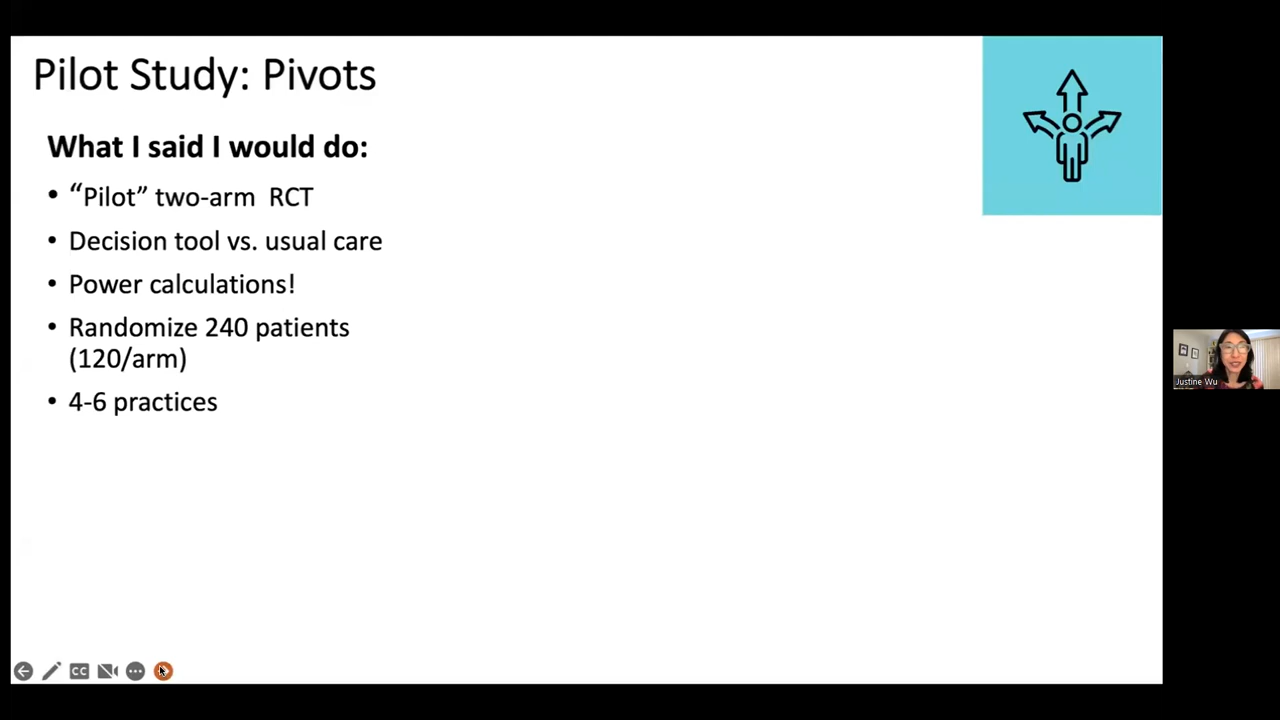 Pilot Study: Pivots
What I said I would do:
• “Pilot” two-arm  RCT
• Decision tool vs. usual care
• Power calculations!
• Randomize 240 patients
(120/arm)
• 4-6 practices
Justine Wu
CC